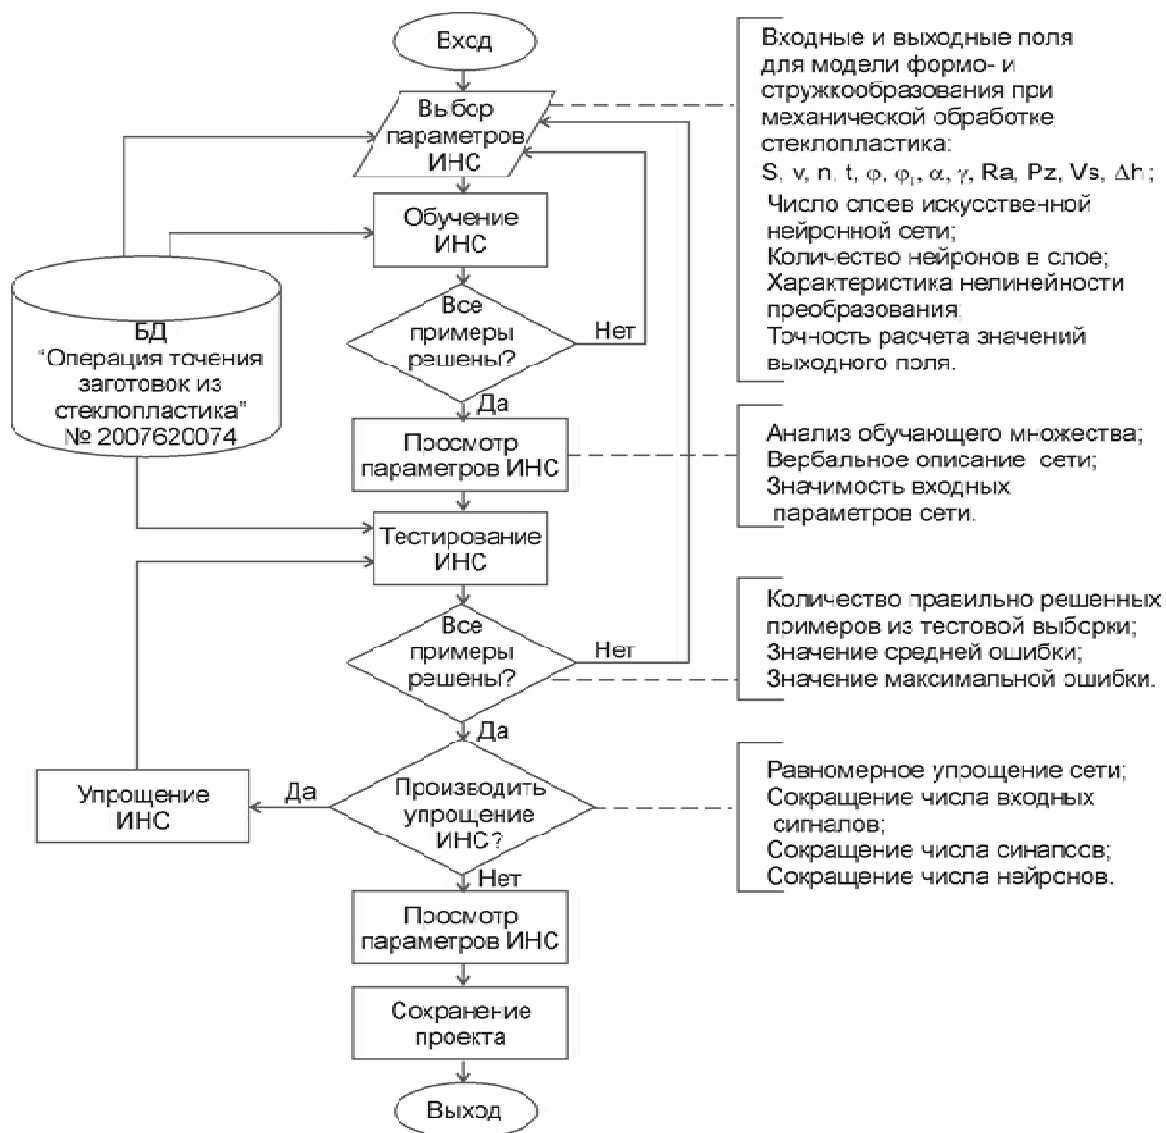 Вход
Выбор
параметров
ИНС
Обучение
ИНС
Все
примеры
решены?
Нет
Да
БД
“Операция точения
заготовок из
стеклопластика”
№ 2007620074
Просмотр
параметров ИНС
Тестирование
ИНС
Все
примеры
решены?
Нет
Да
Производить
упрощение
ИНС?
Да
Упрощение
ИНС
Нет
Просмотр
параметров ИНС
Сохранение
проекта
Выход
Входные и выходные поля
для модели формо- и
стружкообразования при
механической обработке
стеклопластика:
S, v, n, t, φ, φ₁, α, γ, Ra, Pz, Vs, Δh;
Число слоев искусственной
нейронной сети;
Количество нейронов в слое;
Характеристика нелинейности
преобразования;
Точность расчета значений
выходного поля.
Анализ обучающего множества;
Вербальное описание сети;
Значимость входных
параметров сети.
Количество правильно решенных
примеров из тестовой выборки;
Значение средней ошибки;
Значение максимальной ошибки.
Равномерное упрощение сети;
Сокращение числа входных
сигналов;
Сокращение числа синапсов;
Сокращение числа нейронов.